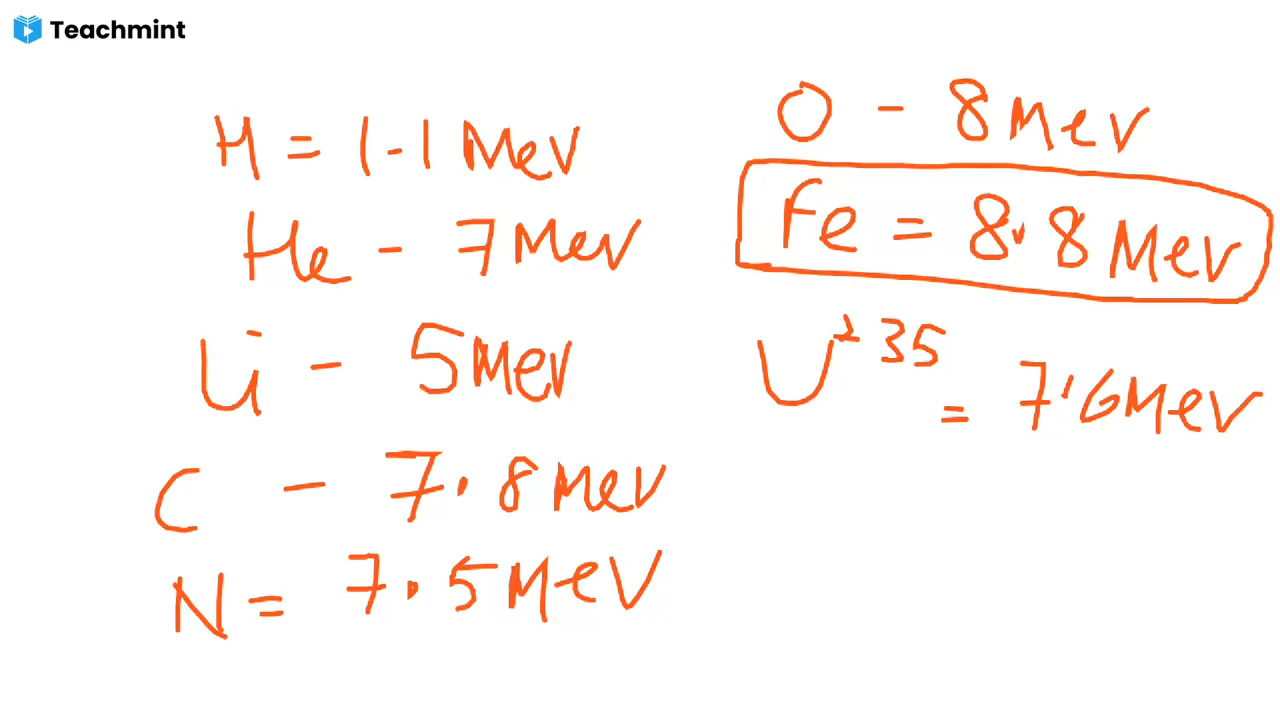 Teachmint
H = 1.1 Mev
He - 7 Mev
Li - 5 Mev
C - 7.8 Mev
N = 7.5 MeV
O - 8 Mev
Fe = 8.8 Mev
U²³⁵ = 7.6 MeV